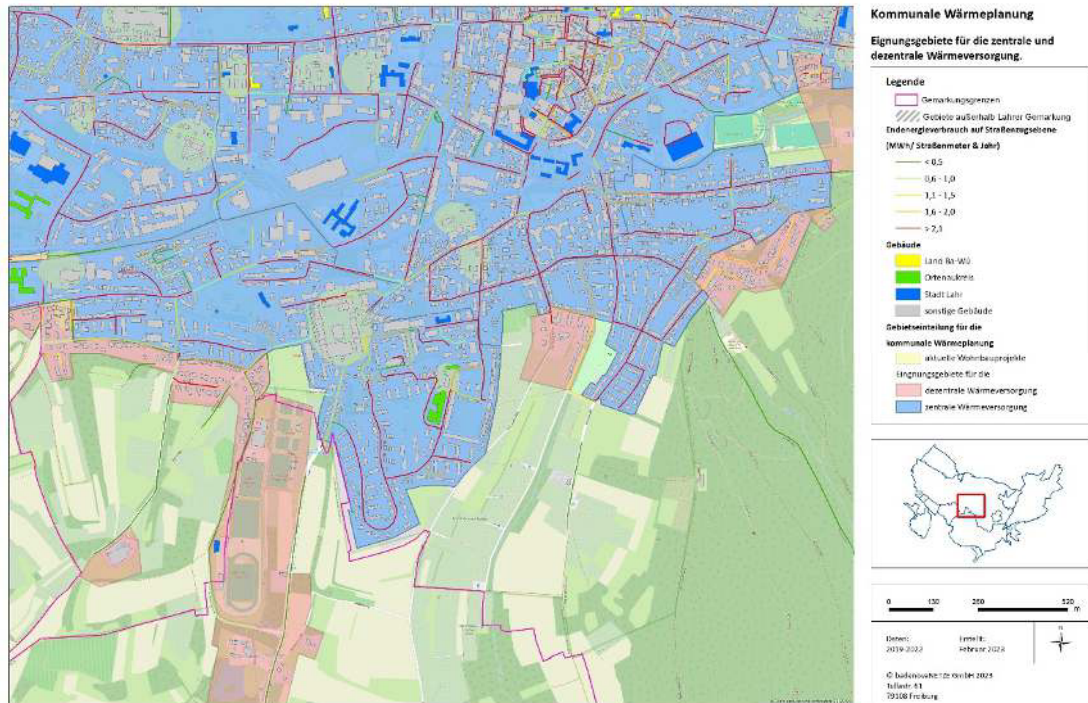 Kommunale Wärmeplanung
Eignungsgebiete für die zentrale und
dezentrale Wärmeversorgung.
Legende
Gemarkungsgrenzen
Gebiete außerhalb Lahrer Gemarkung
Endenergieverbrauch auf Straßenzugsebene
(MWh/ Straßenmeter & Jahr)
< 0,5
0,6 - 1,0
1,1 - 1,5
1,6 - 2,0
> 2,1
Gebäude
Land Ba-Wü
Ortenaukreis
Stadt Lahr
sonstige Gebäude
Gebietseinteilung für die
kommunale Wärmeplanung
aktuelle Wohnbauprojekte
Eingnungsgebiete für die
dezentrale Wärmeversorgung
zentrale Wärmeversorgung
0 130 260 520
m
Daten: Erstellt:
2019-2022 Februar 2023
N
© badenovaNETZE GmbH 2023
Tullastr. 61
79108 Freiburg